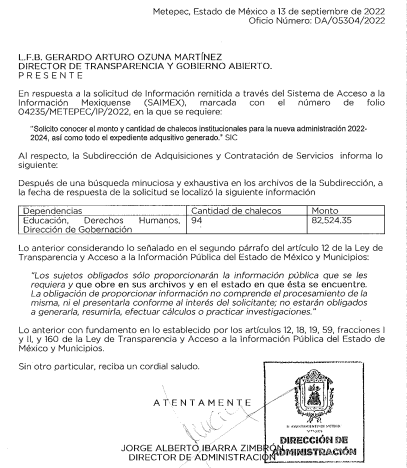 Metepec, Estado de México a 13 de septiembre de 2022
Oficio Número: DA/05304/2022
L.F.B. GERARDO ARTURO OZUNA MARTÍNEZ
DIRECTOR DE TRANSPARENCIA Y GOBIERNO ABIERTO.
P R E S E N T E
En respuesta a la solicitud de Información remitida a través del Sistema de Acceso a la
Información Mexiquense (SAIMEX), marcada con el número de folio
04235/METEPEC/IP/2022, en la que se requiere:
"Solicito conocer el monto y cantidad de chalecos institucionales para la nueva administración 2022-
2024, así como todo el expediente adqusitivo generado." SIC
Al respecto, la Subdirección de Adquisiciones y Contratación de Servicios informa lo
siguiente:
Después de una búsqueda minuciosa y exhaustiva en los archivos de la Subdirección, a
la fecha de respuesta de la solicitud se localizó la siguiente información
Dependencias Cantidad de chalecos Monto
Educación, Derechos Humanos, 94 82,524.35
Dirección de Gobernación
Lo anterior considerando lo señalado en el segundo párrafo del artículo 12 de la Ley de
Transparencia y Acceso a la Información Pública del Estado de México y Municipios:
"Los sujetos obligados sólo proporcionarán la información pública que se les
requiera y que obre en sus archivos y en el estado en que ésta se encuentre.
La obligación de proporcionar información no comprende el procesamiento de la
misma, ni el presentarla conforme al interés del solicitante; no estarán obligados
a generarla, resumirla, efectuar cálculos o practicar investigaciones."
Lo anterior con fundamento en lo establecido por los artículos 12, 18, 19, 59, fracciones I
y II, y 160 de la Ley de Transparencia y Acceso a la Información Pública del Estado de
México y Municipios.
Sin otro particular, reciba un cordial saludo.
A T E N T A M E N T E
JORGE ALBERTO IBARRA ZIMBRÓN
DIRECTOR DE ADMINISTRACIÓN
DIRECCIÓN DE
ADMINISTRACIÓN